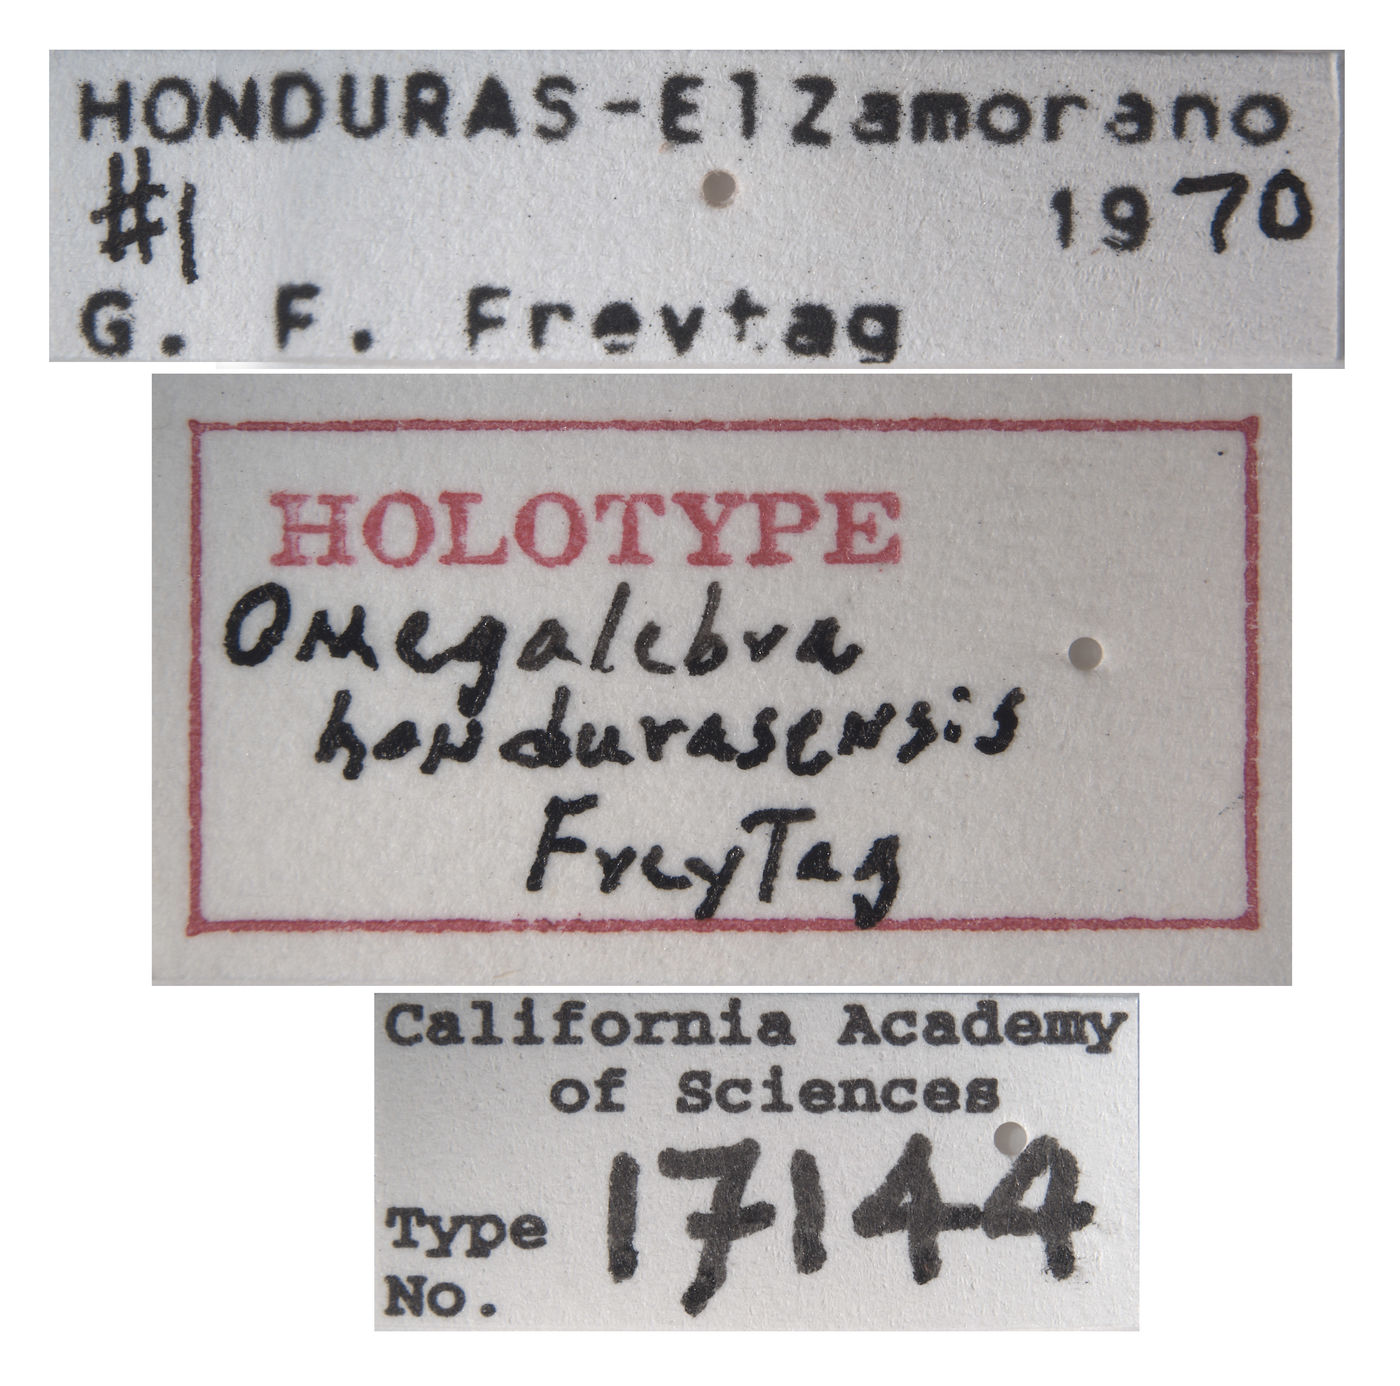 HONDURAS-ElZamorano
#1 1970
G. F. Freytag
HOLOTYPE
Omegalebra
hondurasensis
FreyTag
California Academy
of Sciences
Type 17144
No.